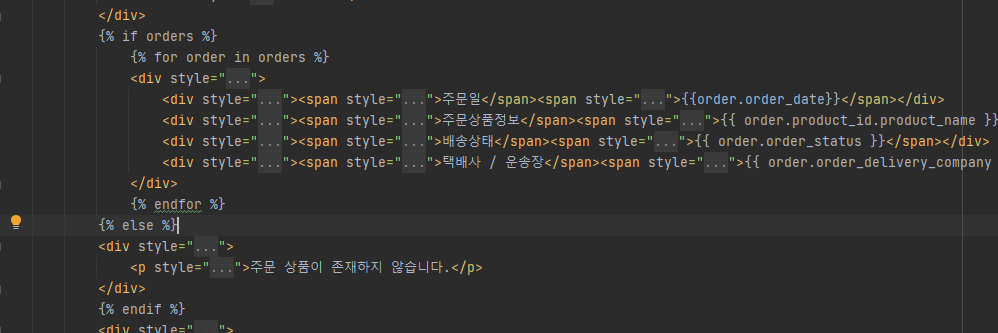 </div>
{% if orders %}
{% for order in orders %}
<div style="...">
<div style="..."><span style="...">주문일</span><span style="...">{{order.order_date}}</span></div>
<div style="..."><span style="...">주문상품정보</span><span style="...">{{ order.product_id.product_name }}
<div style="..."><span style="...">배송상태</span><span style="...">{{ order.order_status }}</span></div>
<div style="..."><span style="...">택배사 / 운송장</span><span style="...">{{ order.order_delivery_company
</div>
{% endfor %}
{% else %}
<div style="...">
<p style="...">주문 상품이 존재하지 않습니다.</p>
</div>
{% endif %}
<div style="...">